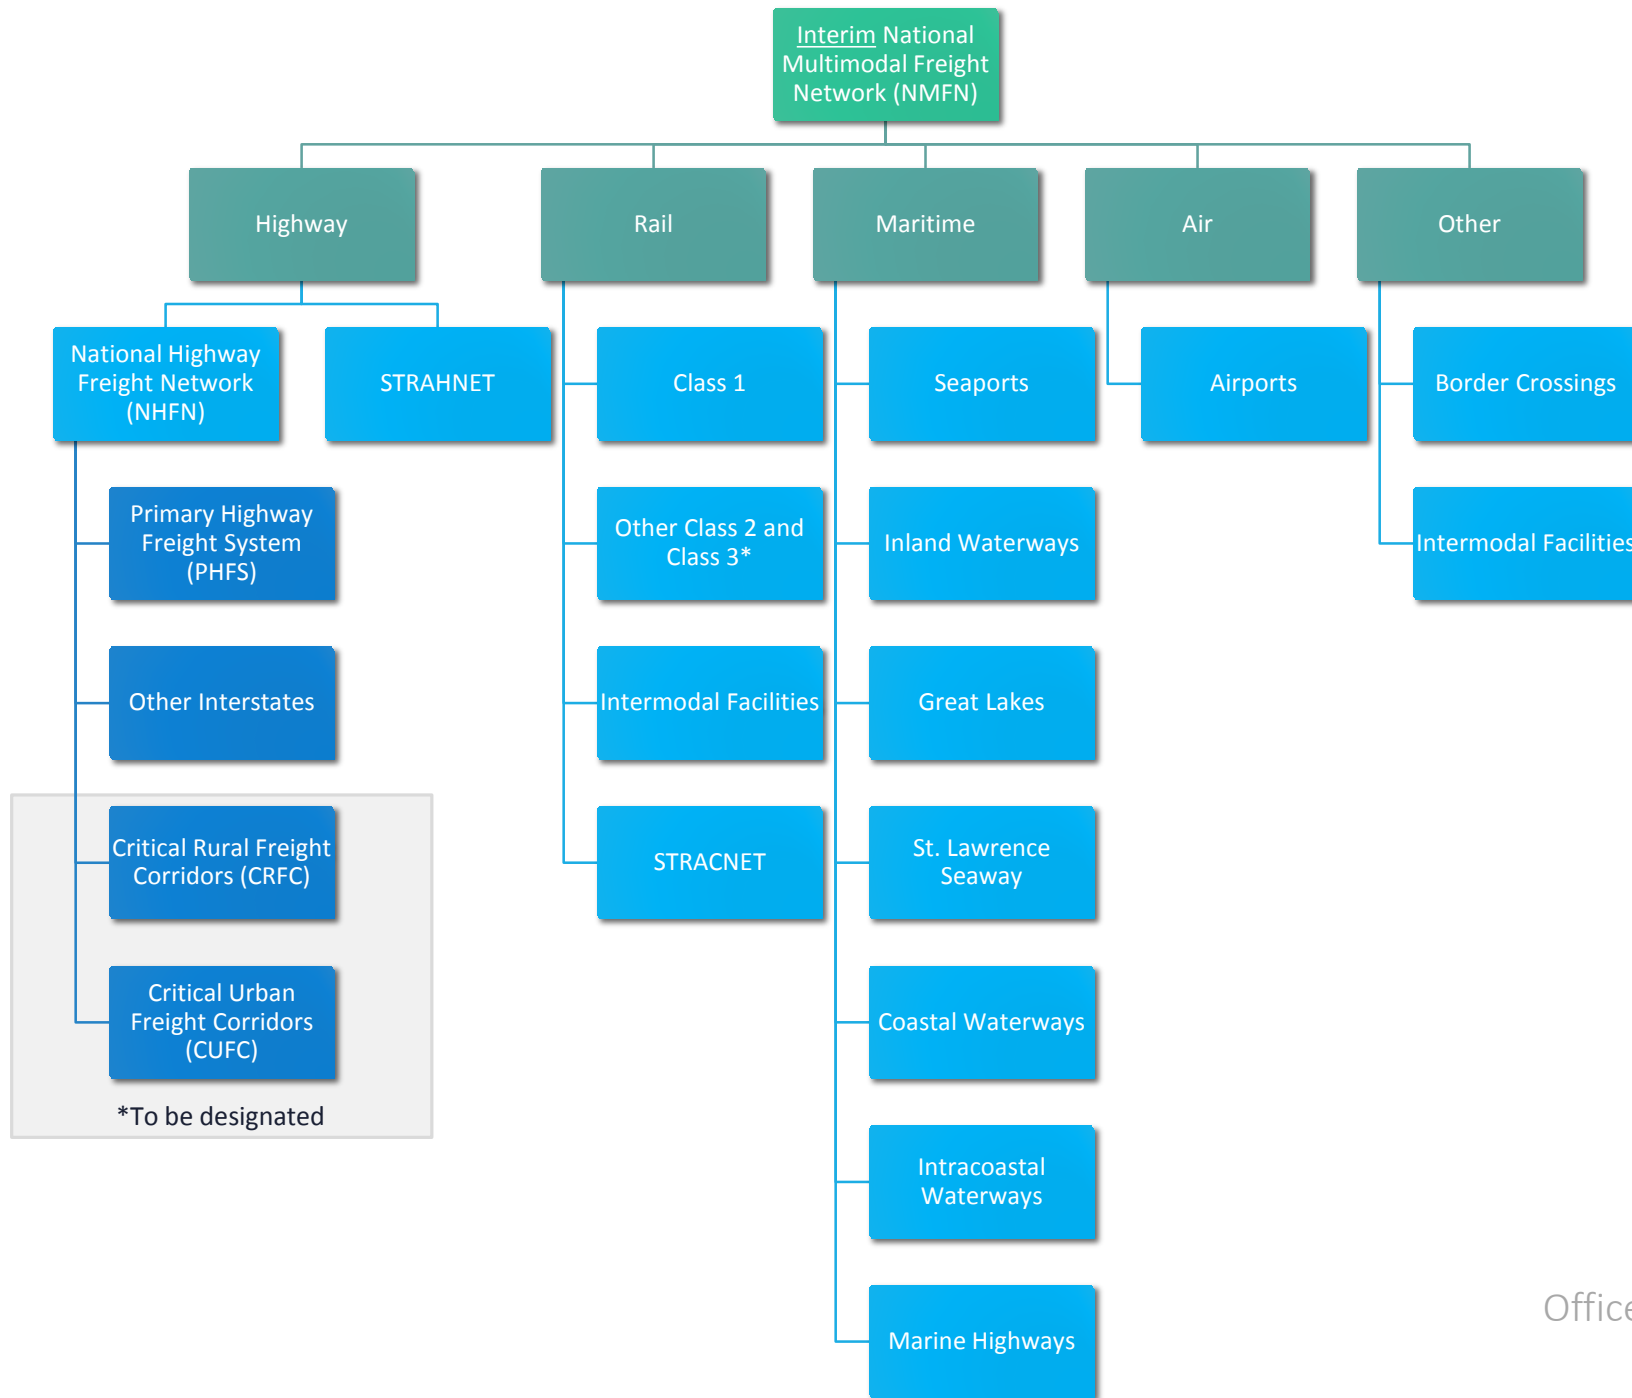 Interim National
Multimodal Freight
Network (NMFN)
Highway
Rail
Maritime
Air
Other
National Highway
Freight Network
(NHFN)
STRAHNET
Class 1
Seaports
Airports
Border Crossings
Primary Highway
Freight System
(PHFS)
Other Class 2 and
Class 3*
Inland Waterways
Intermodal Facilities
Other Interstates
Intermodal Facilities
Great Lakes
Critical Rural Freight
Corridors (CRFC)
STRACNET
St. Lawrence
Seaway
Critical Urban
Freight Corridors
(CUFC)
Coastal Waterways
*To be designated
Intracoastal
Waterways
Marine Highways
Office